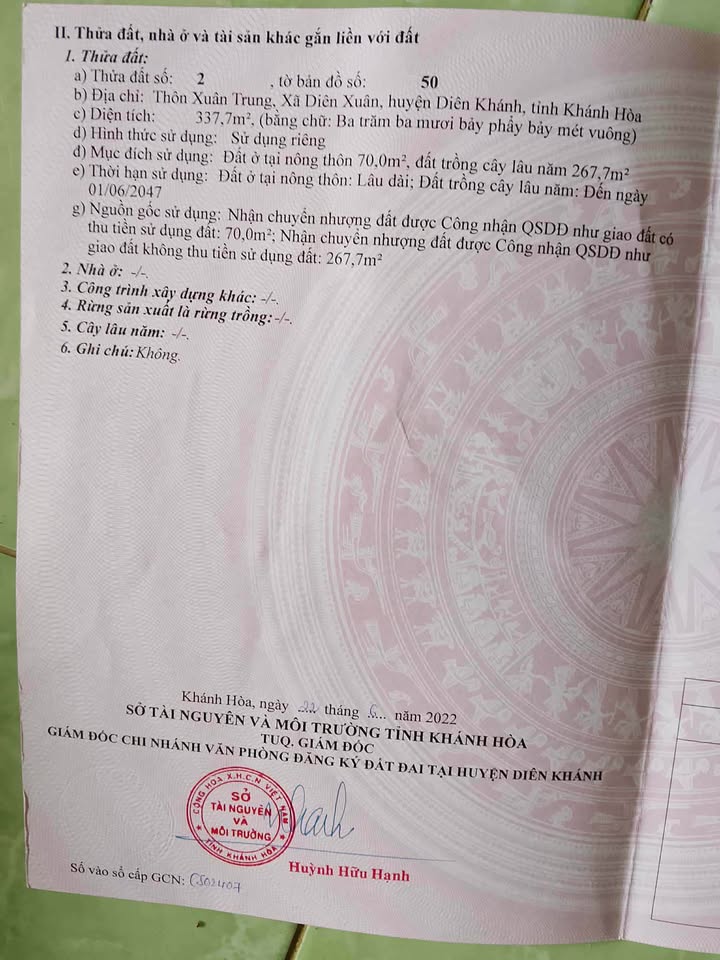 II. Thửa đất, nhà ở và tài sản khác gắn liền với đất
1. Thửa đất:
a) Thửa đất số: 2 , tờ bản đồ số: 50
b) Địa chỉ: Thôn Xuân Trung, Xã Diên Xuân, huyện Diên Khánh, tỉnh Khánh Hòa
c) Diện tích: 337,7m², (bằng chữ: Ba trăm ba mươi bảy phẩy bảy mét vuông)
d) Hình thức sử dụng: Sử dụng riêng
đ) Mục đích sử dụng: Đất ở tại nông thôn 70,0m², đất trồng cây lâu năm 267,7m²
e) Thời hạn sử dụng: Đất ở tại nông thôn: Lâu dài; Đất trồng cây lâu năm: Đến ngày
01/06/2047
g) Nguồn gốc sử dụng: Nhận chuyển nhượng đất được Công nhận QSDĐ như giao đất có
thu tiền sử dụng đất: 70,0m²; Nhận chuyển nhượng đất được Công nhận QSDĐ như
giao đất không thu tiền sử dụng đất: 267,7m²
2. Nhà ở: -/-.
3. Công trình xây dựng khác: -/-.
4. Rừng sản xuất là rừng trồng: -/-.
5. Cây lâu năm: -/-.
6. Ghi chú: Không.
Khánh Hòa, ngày 22 tháng 6... năm 2022
SỞ TÀI NGUYÊN VÀ MÔI TRƯỜNG TỈNH KHÁNH HÒA
TUQ. GIÁM ĐỐC
GIÁM ĐỐC CHI NHÁNH VĂN PHÒNG ĐĂNG KÝ ĐẤT ĐAI TẠI HUYỆN DIÊN KHÁNH
CỘNG HÒA X.H.C.N VIỆT NAM
SỞ
TÀI NGUYÊN
VÀ
MÔI TRƯỜNG
TỈNH KHÁNH HÒA
Huỳnh Hữu Hạnh
Số vào sổ cấp GCN: CS03407